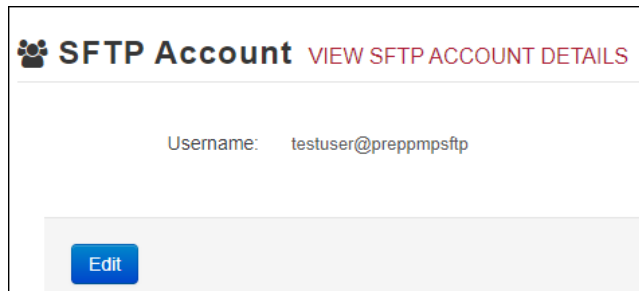 SFTP Account VIEW SFTP ACCOUNT DETAILS
Username: testuser@preppmpsftp
Edit